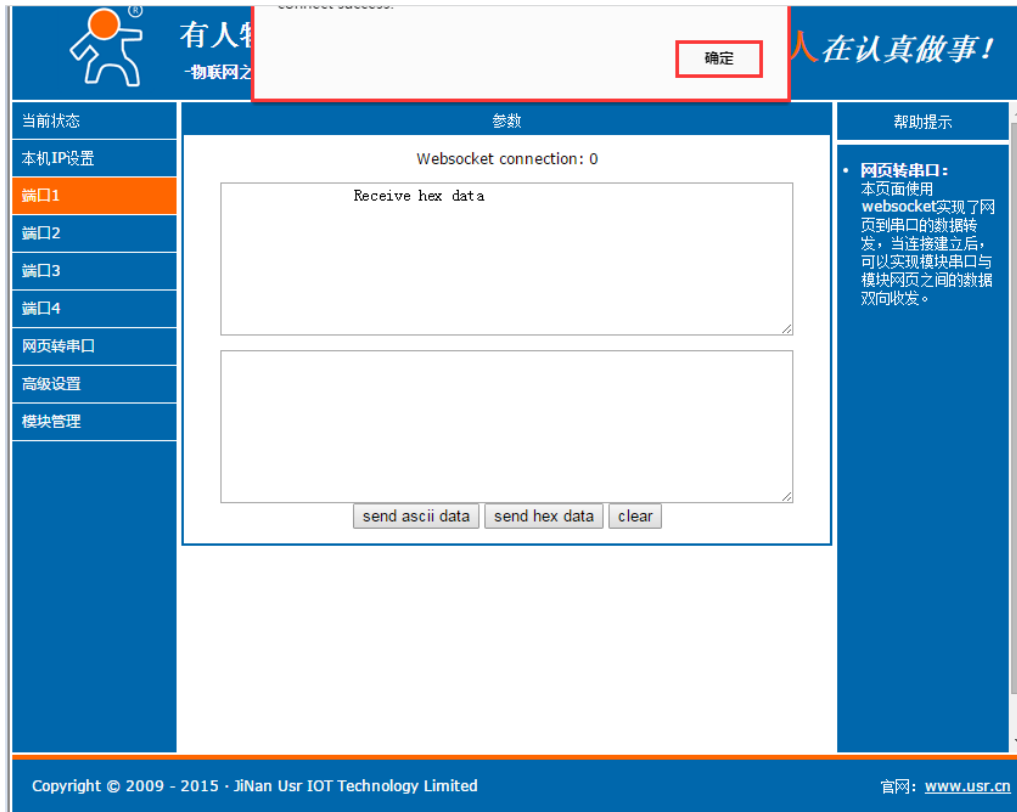 ®
connect success.
确定
有人
-物联网之
人在认真做事!
当前状态
本机IP设置
端口1
端口2
端口3
端口4
网页转串口
高级设置
模块管理
参数
Websocket connection: 0
Receive hex data
send ascii data
send hex data
clear
帮助提示
• 网页转串口：
本页面使用
websocket实现了网
页到串口的数据转
发，当连接建立后，
可以实现模块串口与
模块网页之间的数据
双向收发。
Copyright © 2009 - 2015 · JiNan Usr IOT Technology Limited
官网：www.usr.cn